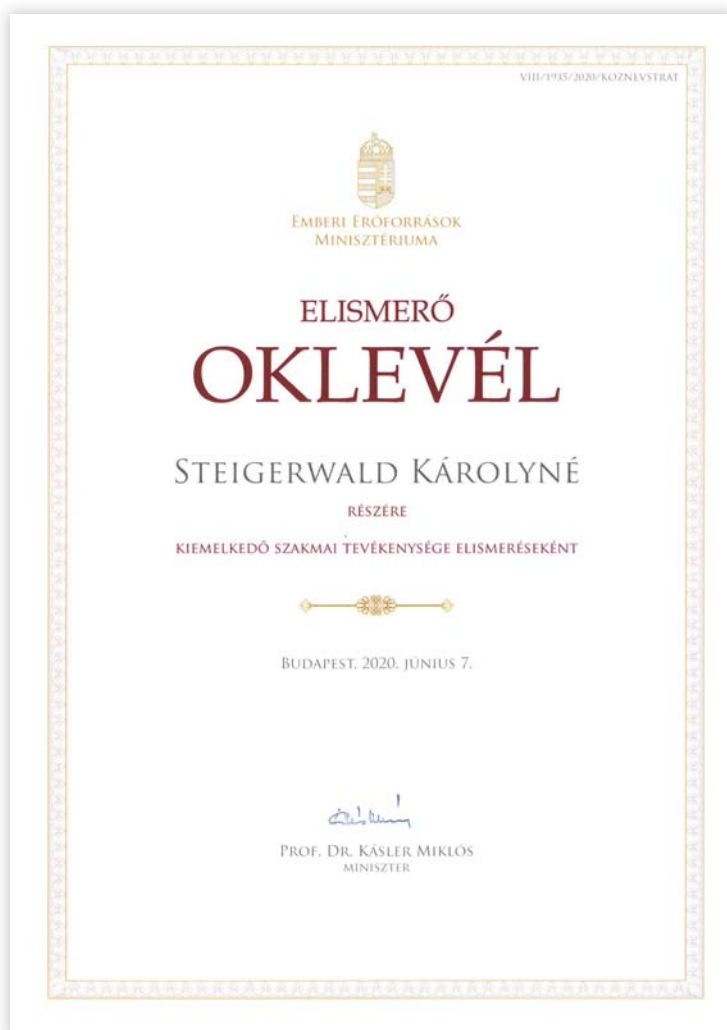 VIII/1935/2020/KOZNEVSTRAT
EMBERI ERŐFORRÁSOK
MINISZTÉRIUMA
ELISMERŐ
OKLEVÉL
STEIGERWALD KÁROLYNÉ
RÉSZÉRE
KIEMELKEDŐ SZAKMAI TEVÉKENYSÉGE ELISMERÉSEKÉNT
BUDAPEST, 2020. JÚNIUS 7.
PROF. DR. KÁSLER MIKLÓS
MINISZTER